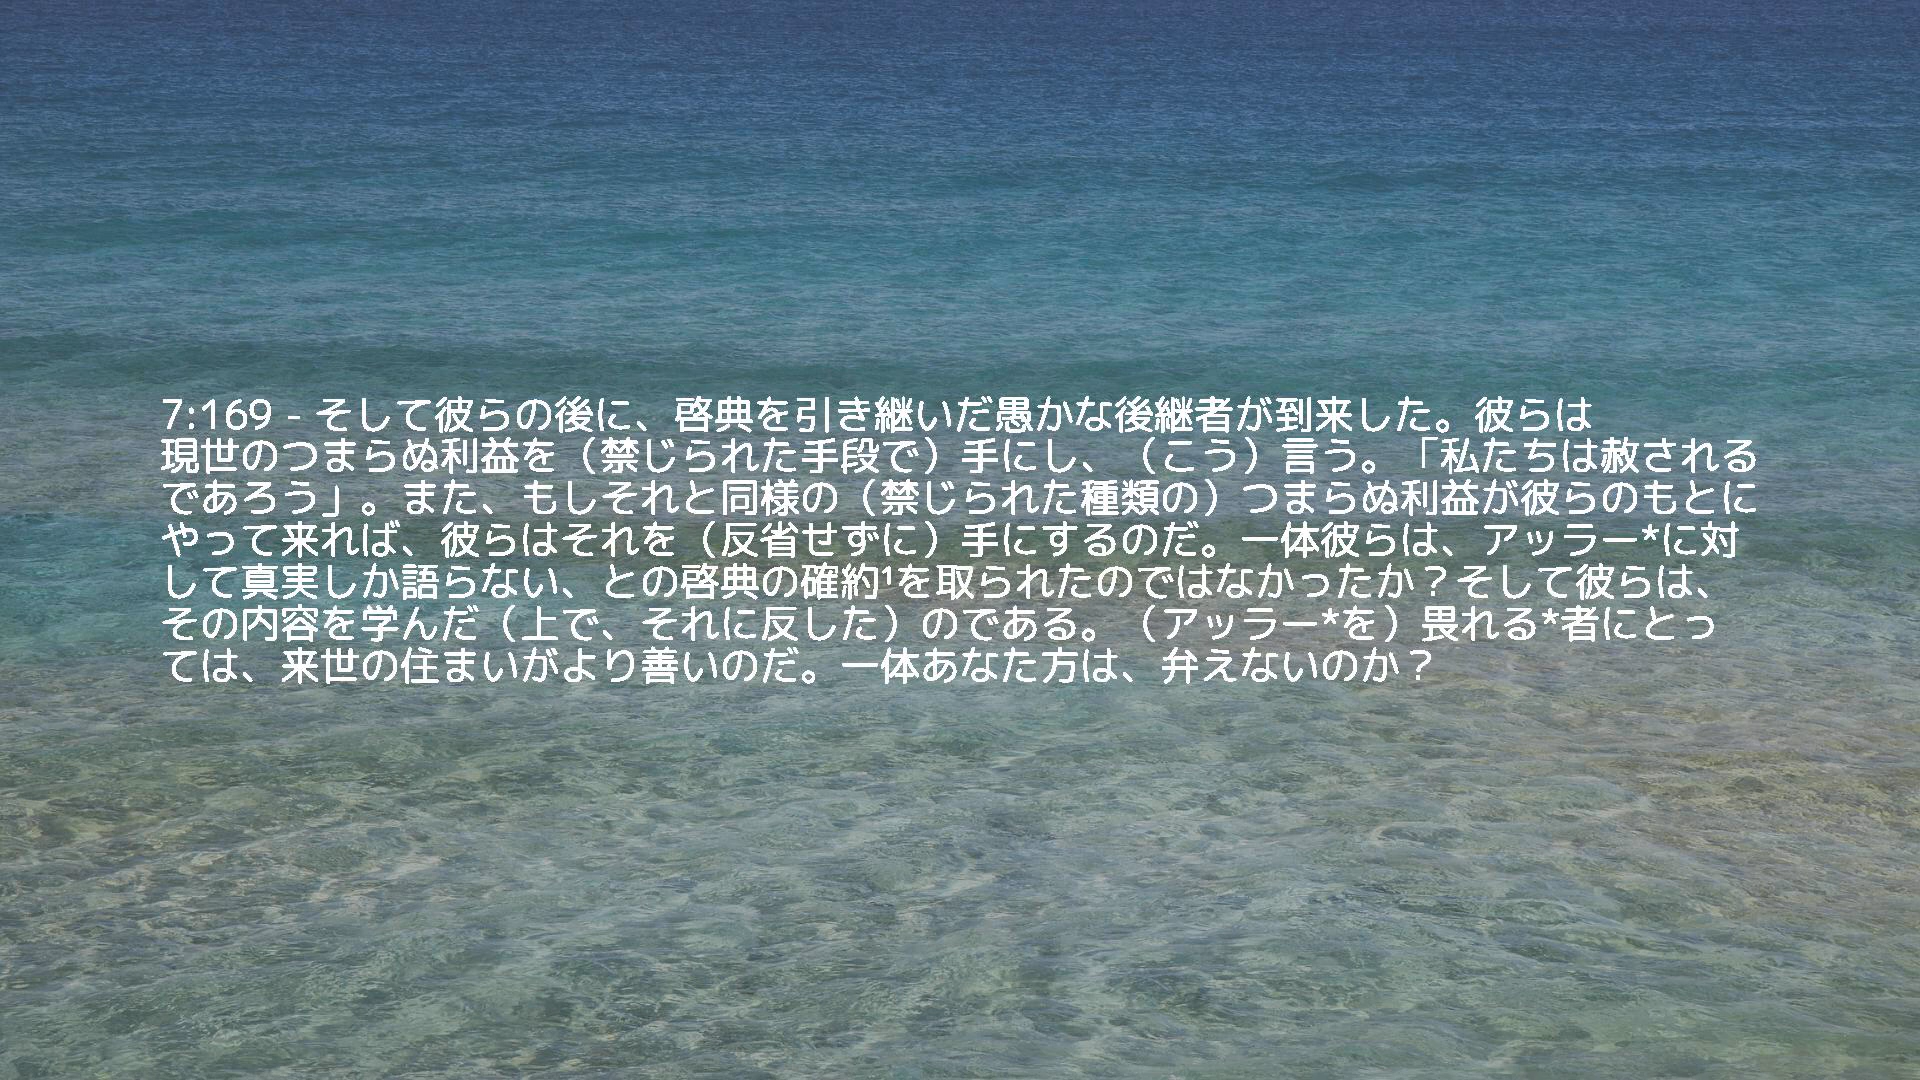 7:169 - そして彼らの後に、啓典を引き継いだ愚かな後継者が到来した。彼らは
現世のつまらぬ利益を（禁じられた手段で）手にし、（こう）言う。「私たちは赦される
であろう」。また、もしそれと同様の（禁じられた種類の）つまらぬ利益が彼らのもとに
やって来れば、彼らはそれを（反省せずに）手にするのだ。一体彼らは、アッラー*に対
して真実しか語らない、との啓典の確約¹を取られたのではなかったか？そして彼らは、
その内容を学んだ（上で、それに反した）のである。（アッラー*を）畏れる*者にとっ
ては、来世の住まいがより善いのだ。一体あなた方は、弁えないのか？